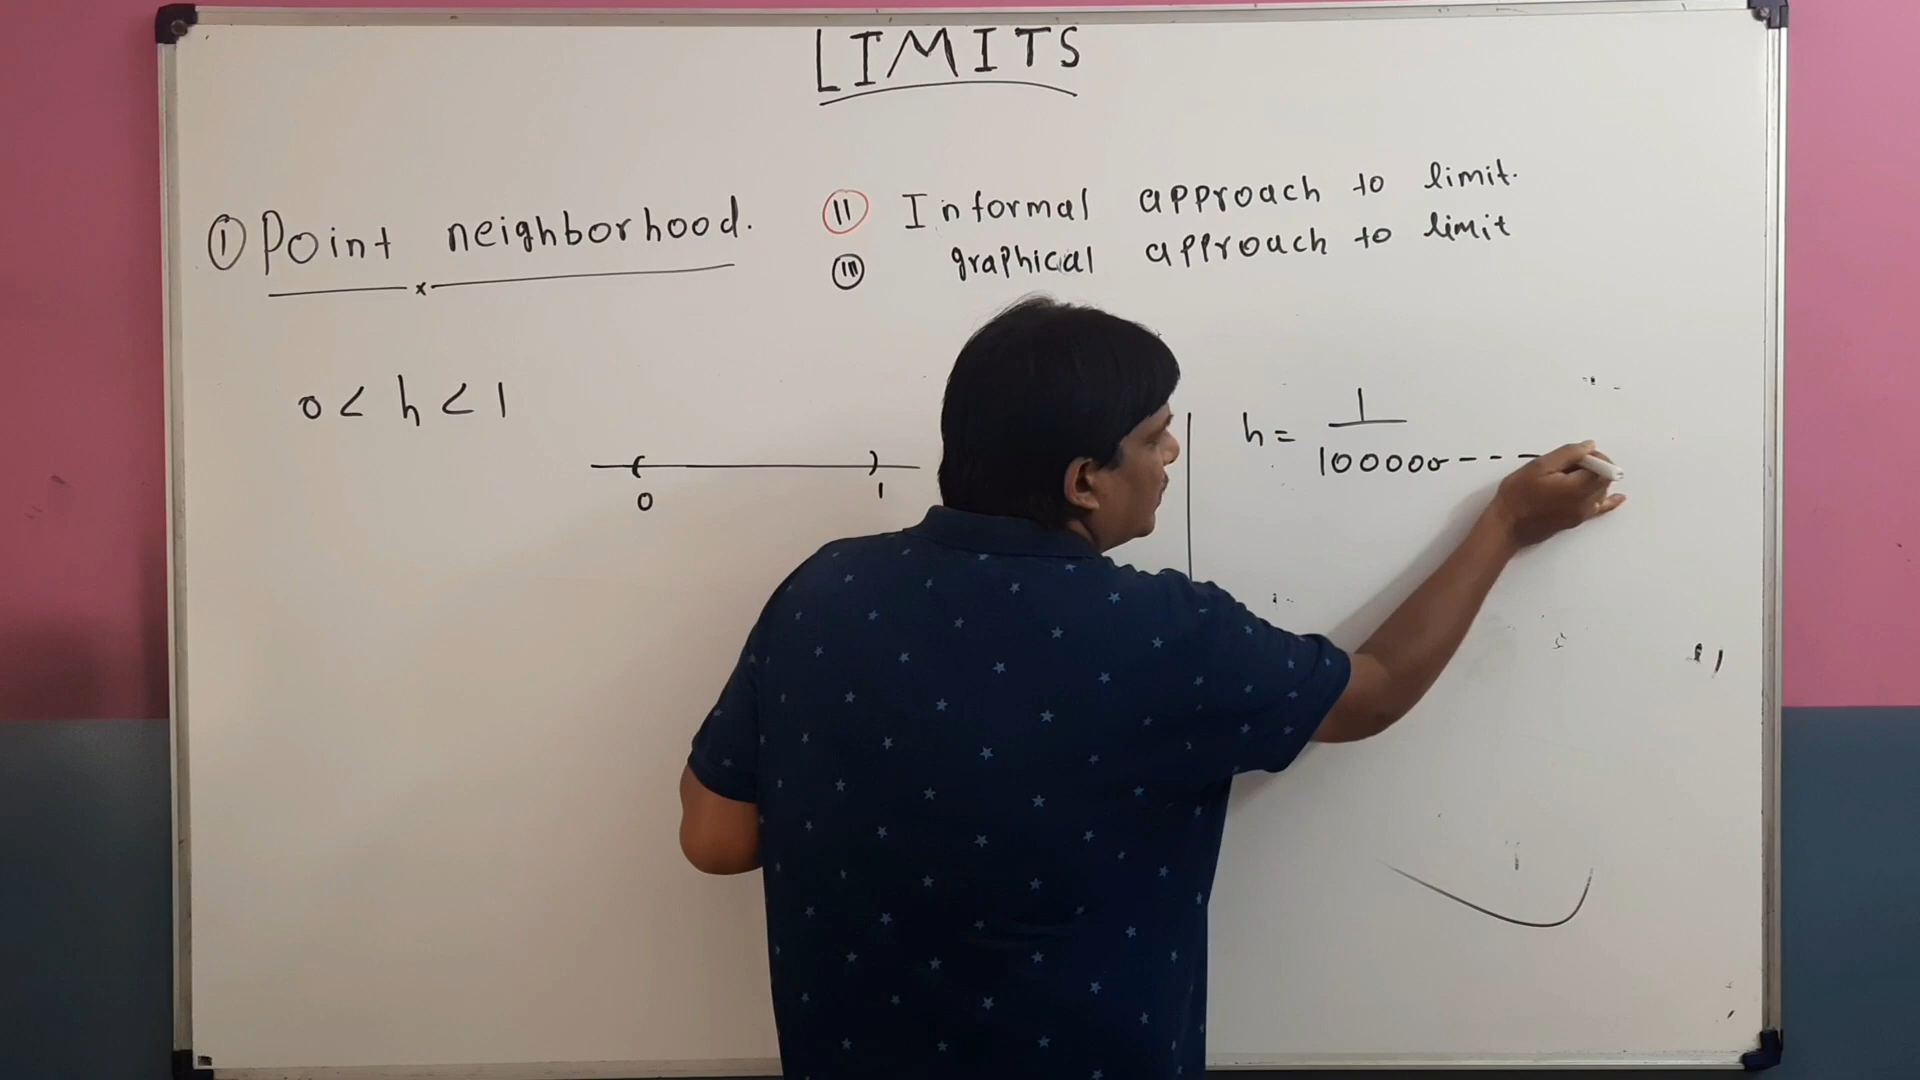 LIMITS
① Point neighborhood.
Ⓘⓘ Informal approach to limit.
ⓘⓘⓘ graphical approach to limit
0 < h < 1
0 1
h = 1
100000 - - -